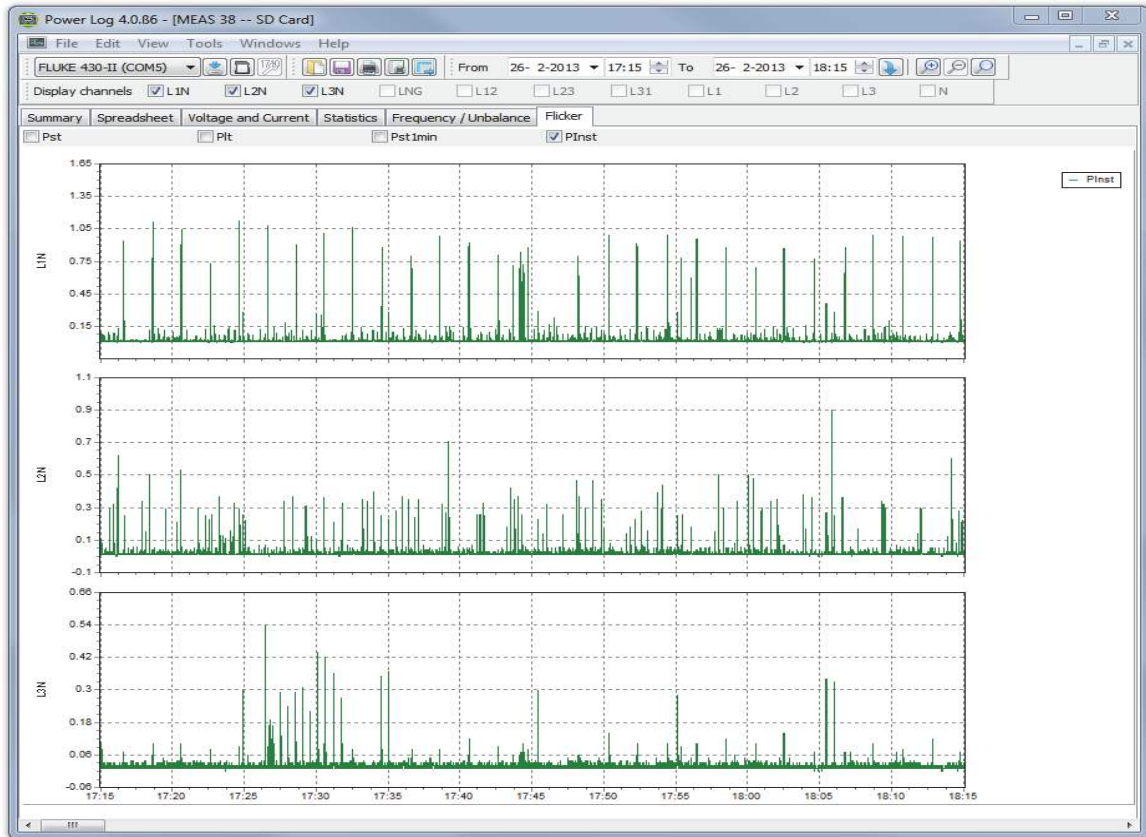 Power Log 4.0.86 - [MEAS 38 -- SD Card]
File Edit View Tools Windows Help
FLUKE 430-II (COM5) From 26- 2-2013 17:15 To 26- 2-2013 18:15
Display channels L1N L2N L3N LNG L12 L23 L31 L1 L2 L3 N
Summary Spreadsheet Voltage and Current Statistics Frequency / Unbalance Flicker
Pst Plt Pst1min PInst
1.65
1.35
1.05
0.75
0.45
0.15
L1N
PInst
1.1
0.9
0.7
0.5
0.3
0.1
-0.1
L2N
0.66
0.54
0.42
0.3
0.18
0.06
-0.06
L3N
17:15 17:20 17:25 17:30 17:35 17:40 17:45 17:50 17:55 18:00 18:05 18:10 18:15